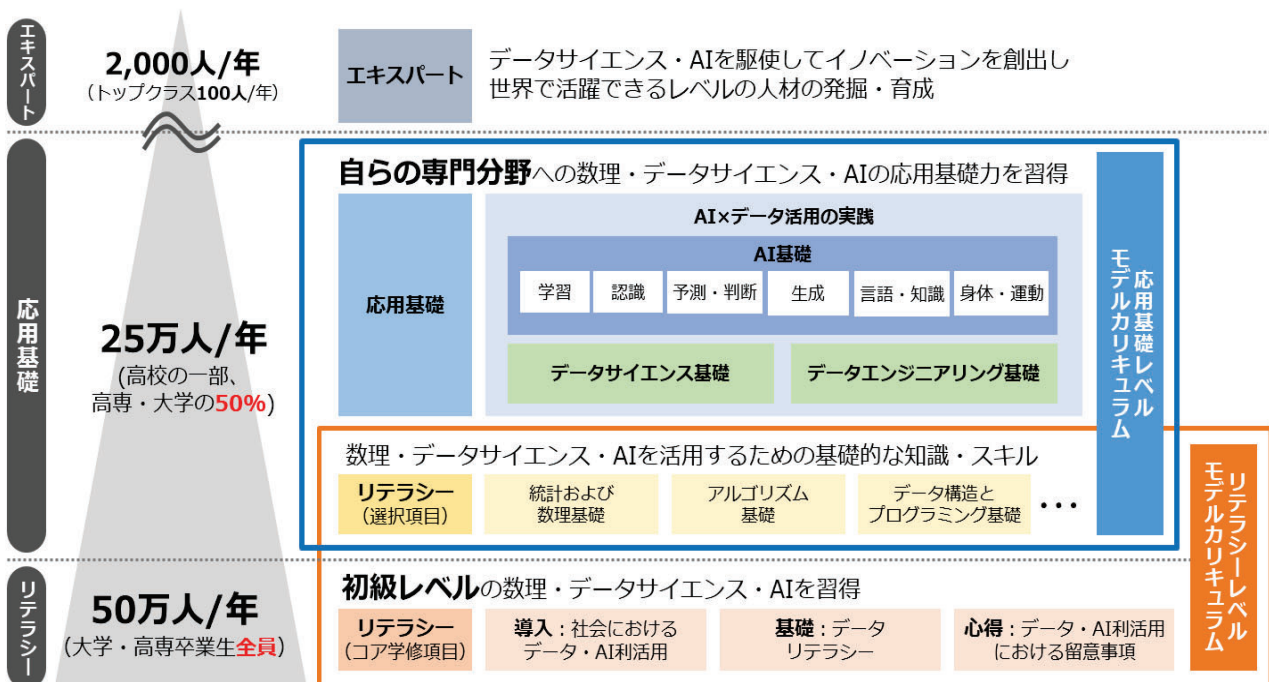 エキスパート
2,000人/年
（トップクラス100人/年）
エキスパート
データサイエンス・AIを駆使してイノベーションを創出し
世界で活躍できるレベルの人材の発掘・育成
応用基礎
25万人/年
(高校の一部、
高専・大学の50%)
自らの専門分野への数理・データサイエンス・AIの応用基礎力を習得
応用基礎
AI×データ活用の実践
AI基礎
学習
認識
予測・判断
生成
言語・知識
身体・運動
データサイエンス基礎
データエンジニアリング基礎
応用基礎レベル
モデルカリキュラム
数理・データサイエンス・AIを活用するための基礎的な知識・スキル
リテラシー
（選択項目）
統計および
数理基礎
アルゴリズム
基礎
データ構造と
プログラミング基礎
・・・
リテラシーレベル
モデルカリキュラム
リテラシー
50万人/年
(大学・高専卒業生全員)
初級レベルの数理・データサイエンス・AIを習得
リテラシー
（コア学修項目）
導入：社会における
データ・AI利活用
基礎：データ
リテラシー
心得：データ・AI利活用
における留意事項